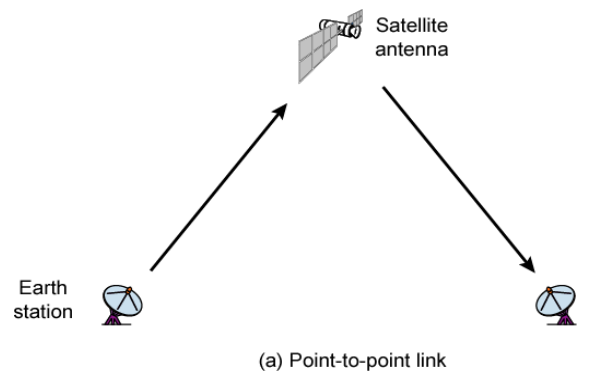 Satellite
antenna
Earth
station
(a) Point-to-point link